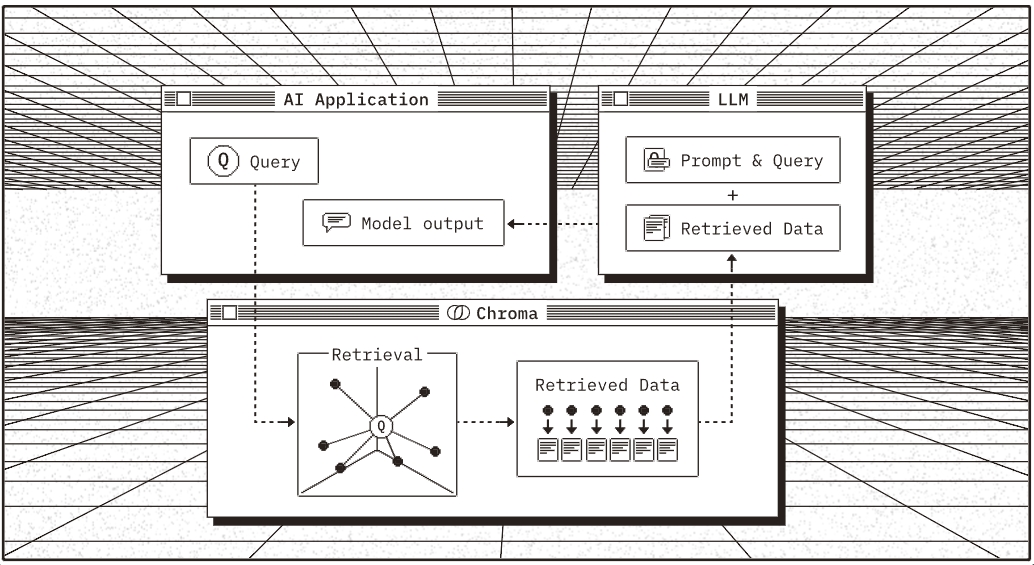 AI Application
Q Query
Model output
LLM
Prompt & Query
+
Retrieved Data
Chroma
Retrieval
Q
Retrieved Data